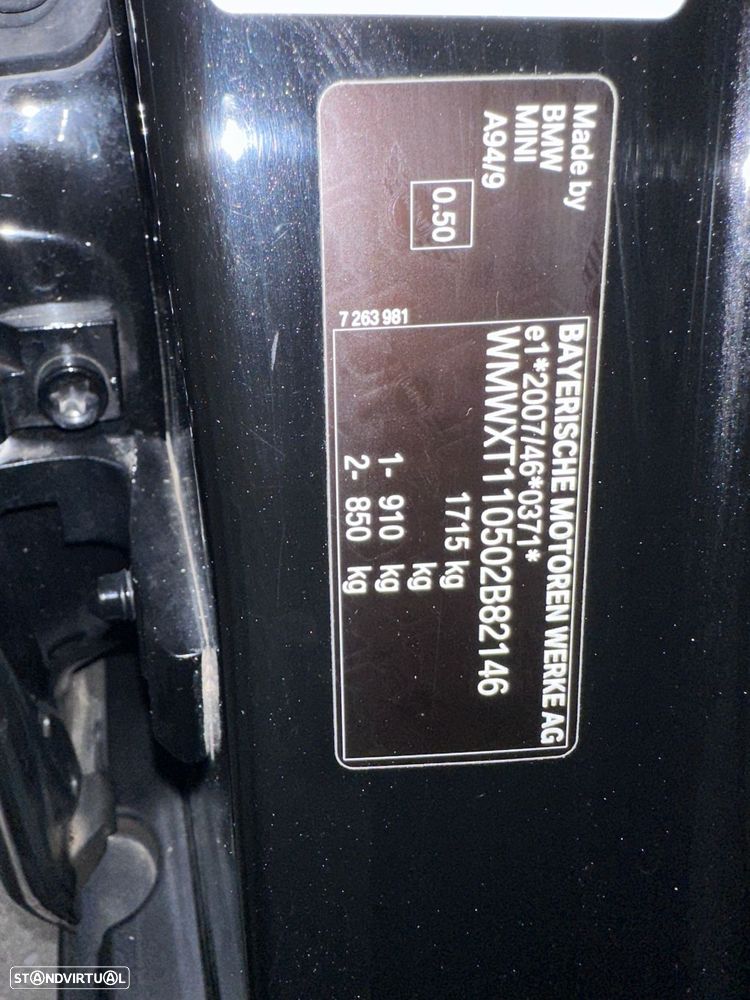 Made by
BMW
MINI
A94/9
0.50
7 263 981
BAYERISCHE MOTOREN WERKE AG
e1*2007/46*0371*
WMWXT110502B82146
1715 kg
kg
1- 910 kg
2- 850 kg
STANDVIRTUAL